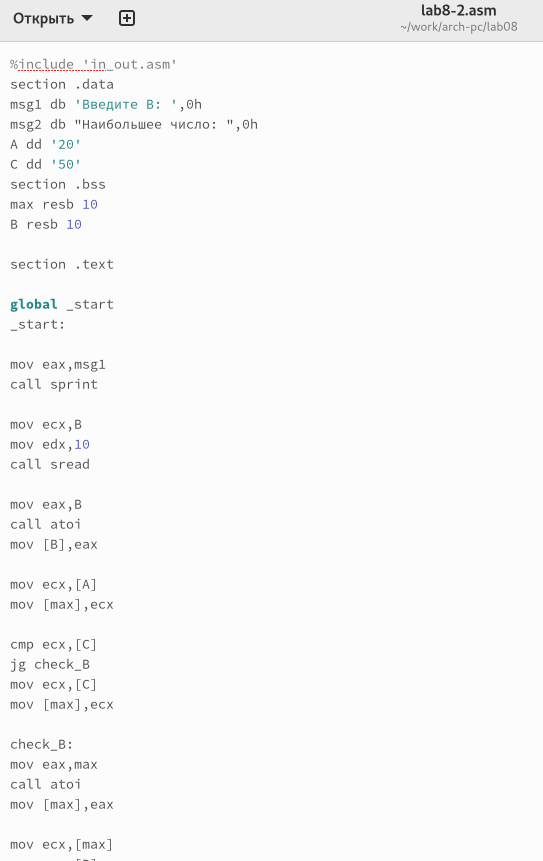 Открыть
lab8-2.asm
~/work/arch-pc/lab08
%include 'in_out.asm'
section .data
msg1 db 'Введите B: ',0h
msg2 db "Наибольшее число: ",0h
A dd '20'
C dd '50'
section .bss
max resb 10
B resb 10
section .text
global _start
_start:
mov eax,msg1
call sprint
mov ecx,B
mov edx,10
call sread
mov eax,B
call atoi
mov [B],eax
mov ecx,[A]
mov [max],ecx
cmp ecx,[C]
jg check_B
mov ecx,[C]
mov [max],ecx
check_B:
mov eax,max
call atoi
mov [max],eax
mov ecx,[max]